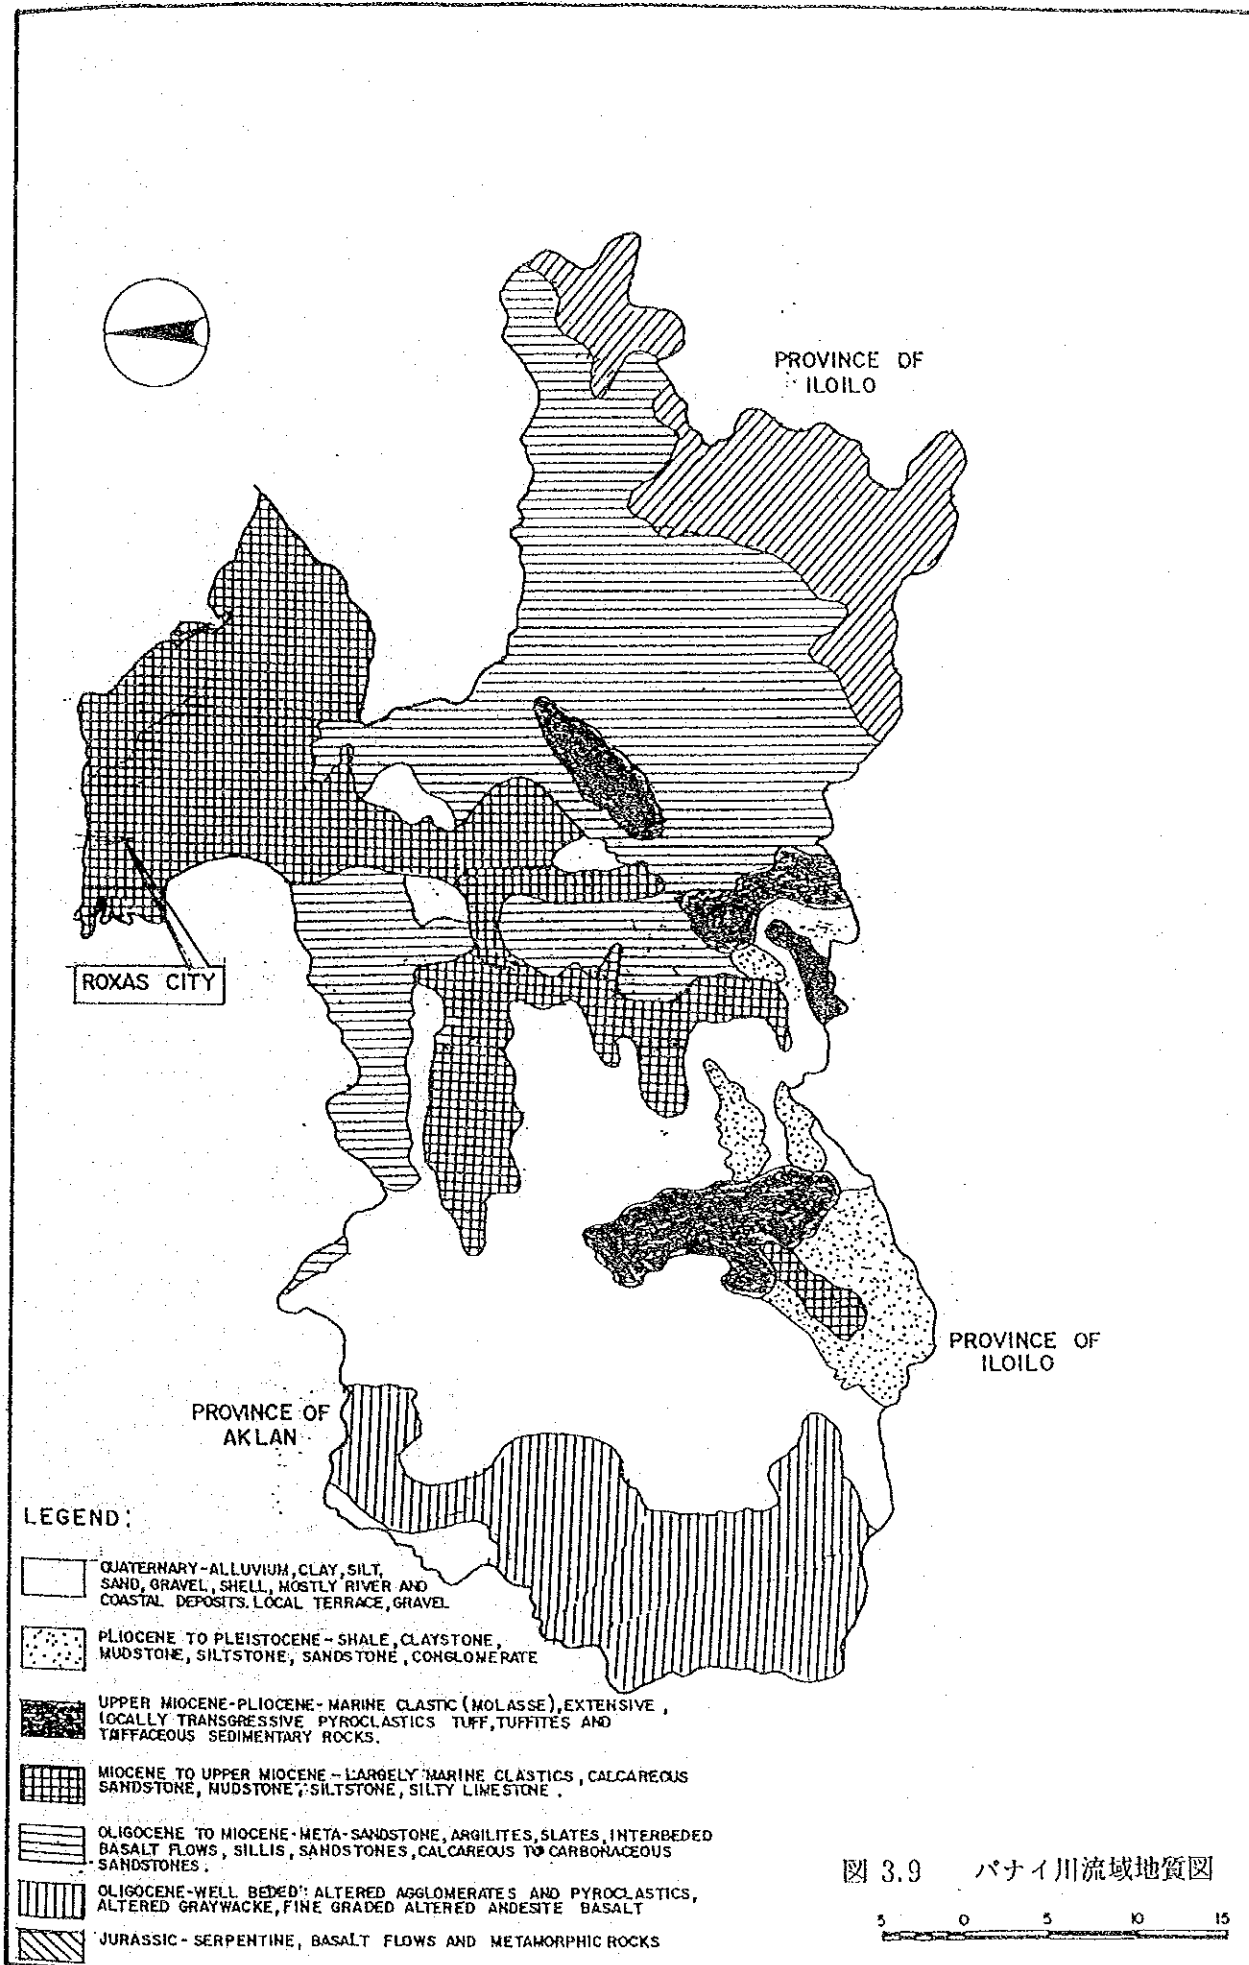 PROVINCE OF
ILOILO
ROXAS CITY
PROVINCE OF
ILOILO
PROVINCE OF
AKLAN
LEGEND:
QUATERNARY-ALLUVIUM, CLAY, SILT,
SAND, GRAVEL, SHELL, MOSTLY RIVER AND
COASTAL DEPOSITS. LOCAL TERRACE, GRAVEL
PLIOCENE TO PLEISTOCENE-SHALE, CLAYSTONE,
MUDSTONE, SILTSTONE, SANDSTONE, CONGLOMERATE
UPPER MIOCENE-PLIOCENE-MARINE CLASTIC (MOLASSE), EXTENSIVE,
LOCALLY TRANSGRESSIVE PYROCLASTICS TUFF, TUFFITES AND
TAFFACEOUS SEDIMENTARY ROCKS.
MIOCENE TO UPPER MIOCENE-LARGELY MARINE CLASTICS, CALCAREOUS
SANDSTONE, MUDSTONE, SILTSTONE, SILTY LIMESTONE.
OLIGOCENE TO MIOCENE-META-SANDSTONE, ARGILITES, SLATES, INTERBEDED
BASALT FLOWS, SILLIS, SANDSTONES, CALCAREOUS TO CARBONACEOUS
SANDSTONES.
OLIGOCENE-WELL BEDED: ALTERED AGGLOMERATES AND PYROCLASTICS,
ALTERED GRAYWACKE, FINE GRADED ALTERED ANDESITE BASALT
JURASSIC-SERPENTINE, BASALT FLOWS AND METAMORPHIC ROCKS
図 3.9 パナイ川流域地質図
5 0 5 10 15